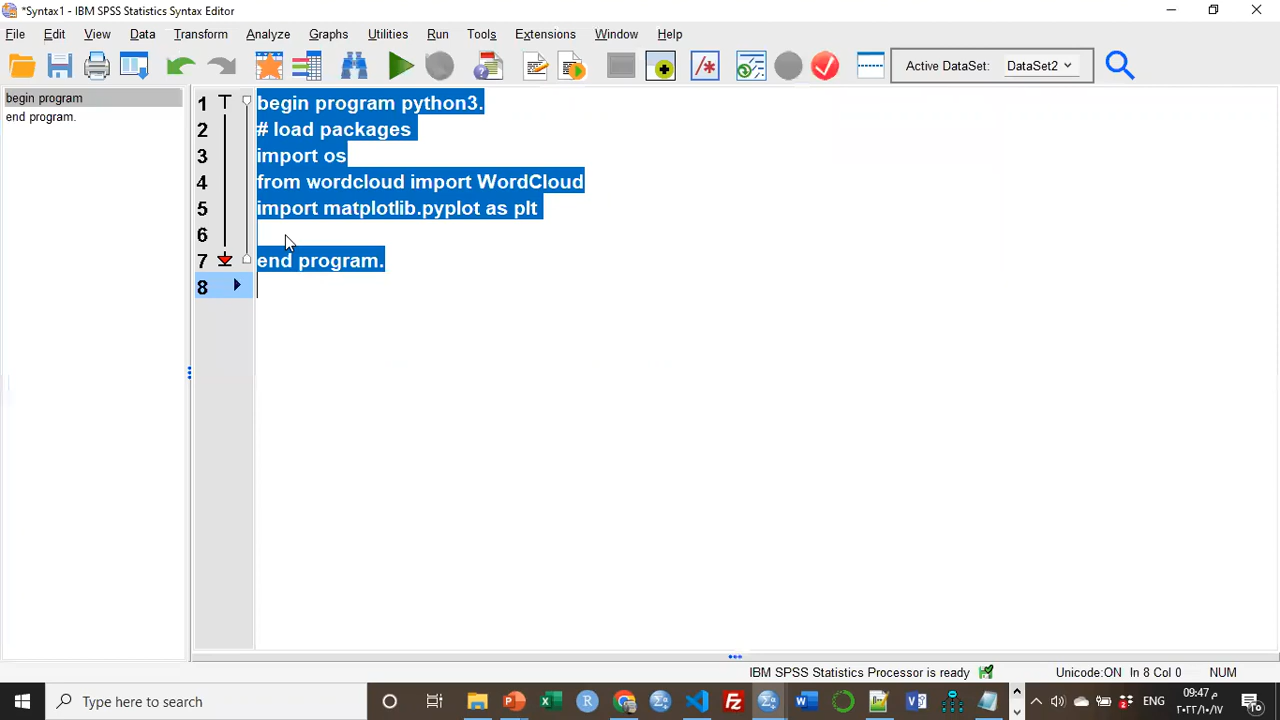 *Syntax1 - IBM SPSS Statistics Syntax Editor
File Edit View Data Transform Analyze Graphs Utilities Run Tools Extensions Window Help
Active DataSet: DataSet2
begin program
end program.
1 begin program python3.
2 # load packages
3 import os
4 from wordcloud import WordCloud
5 import matplotlib.pyplot as plt
6
7 end program.
8
IBM SPSS Statistics Processor is ready Unicode:ON In 8 Col 0 NUM
Type here to search
ENG
09:47 م